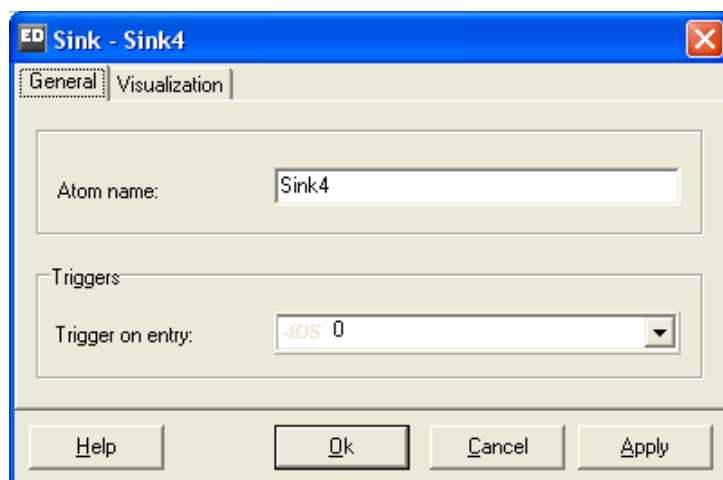 ED Sink - Sink4
General Visualization
Atom name: Sink4
Triggers
Trigger on entry: 4DS 0
Help Ok Cancel Apply